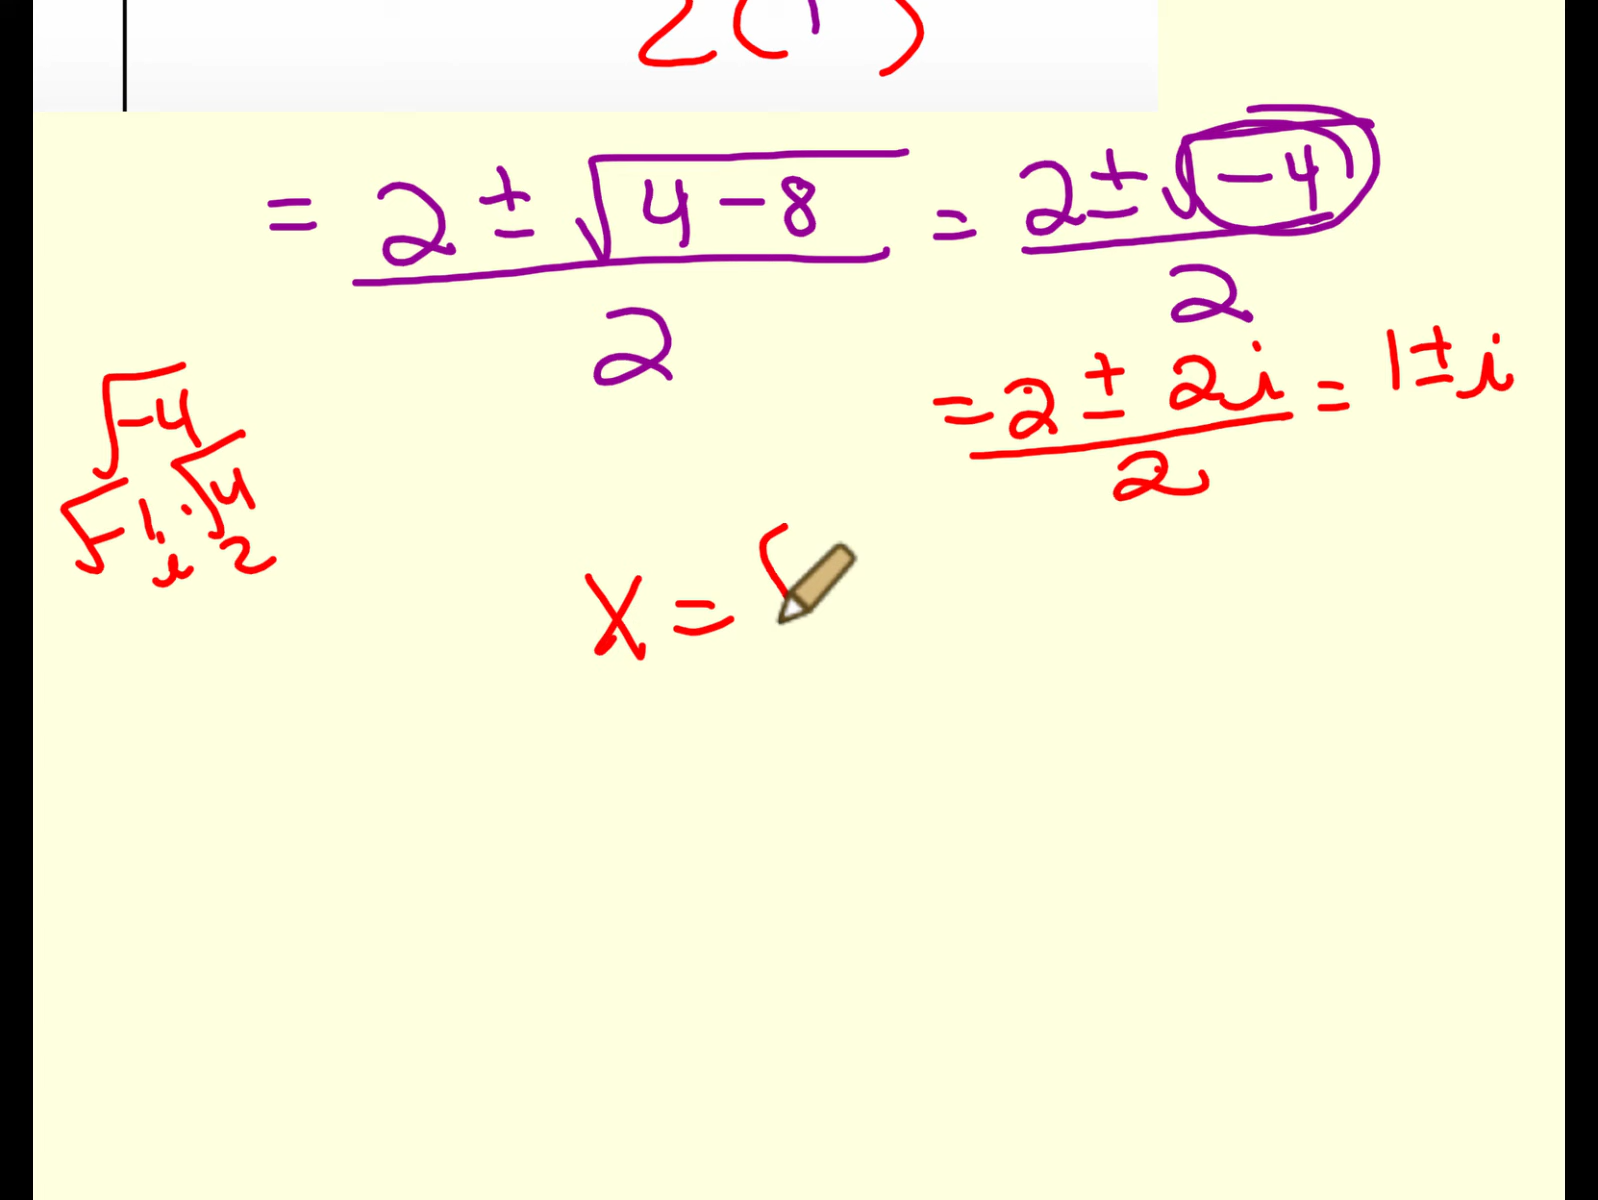 2(1)
= 2 ± √4 - 8 / 2 = 2 ± √-4 / 2
= 2 ± 2i / 2 = 1 ± i
√-4
√-1 · √4
i 2
x =